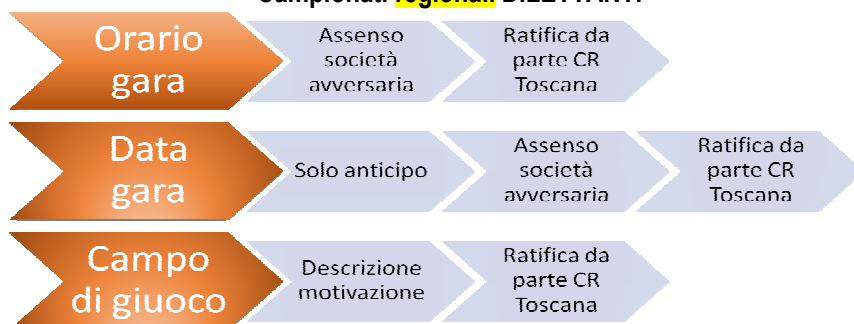 Campionati regionali DILETTANTI
Orario
gara
Assenso
società
avversaria
Ratifica da
parte CR
Toscana
Data
gara
Solo anticipo
Assenso
società
avversaria
Ratifica da
parte CR
Toscana
Campo
di giuoco
Descrizione
motivazione
Ratifica da
parte CR
Toscana